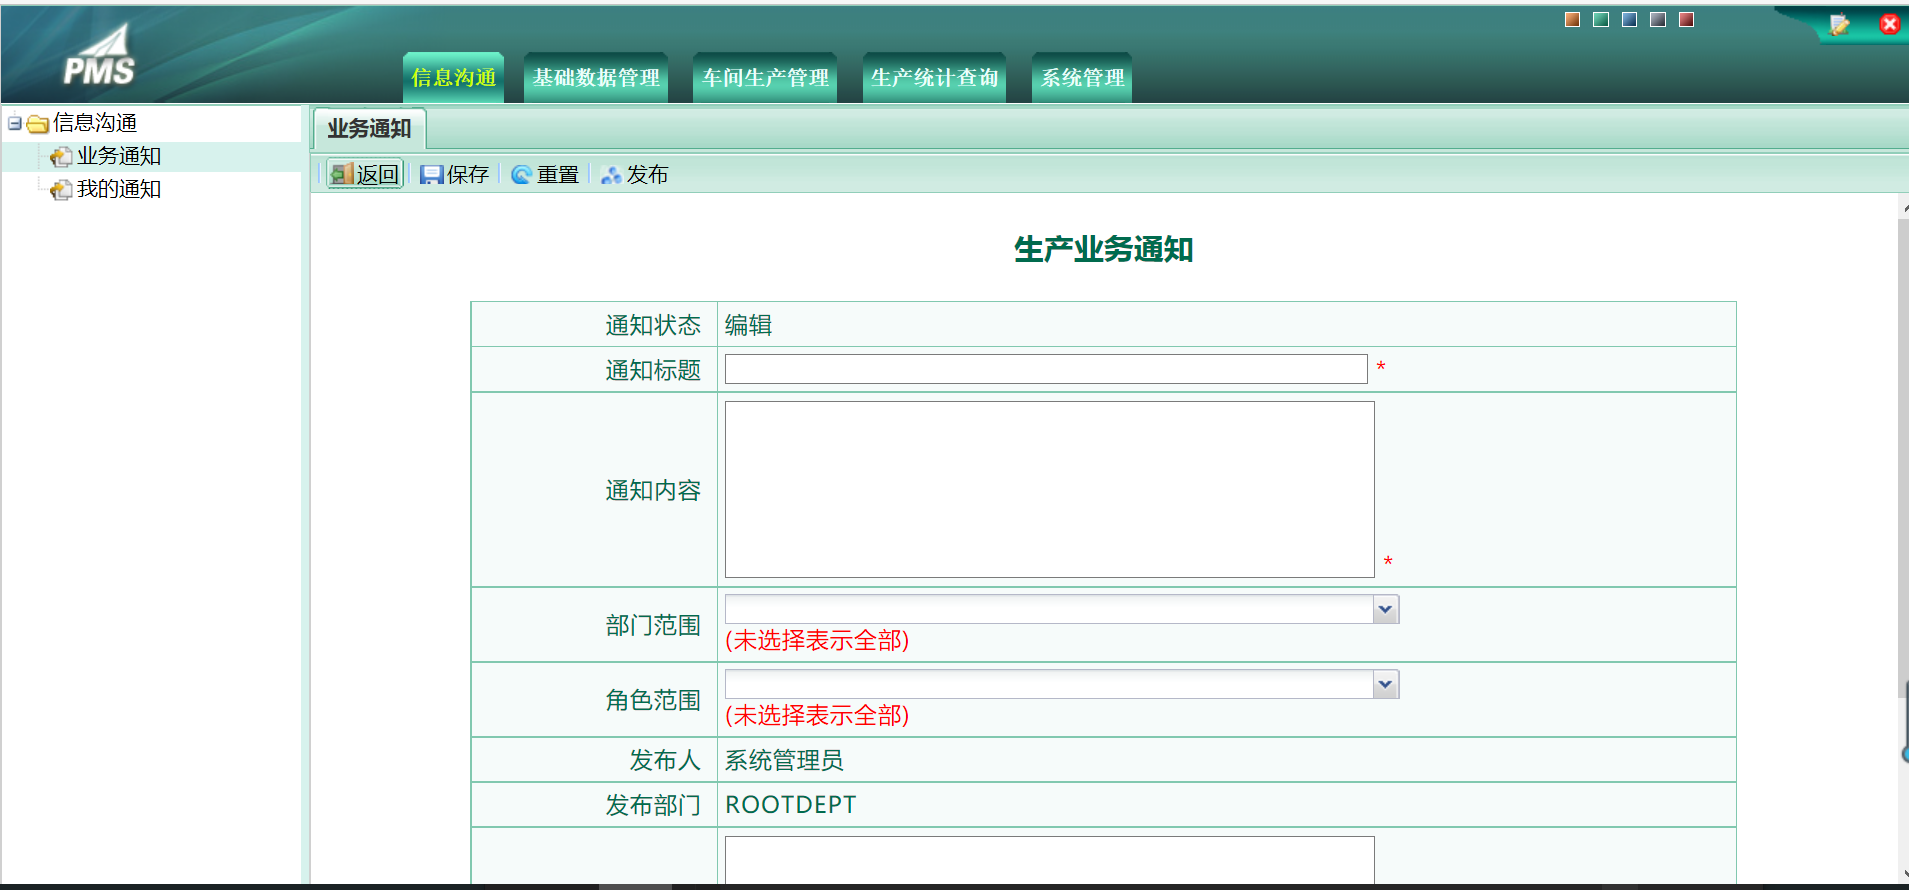 PMS
信息沟通 基础数据管理 车间生产管理 生产统计查询 系统管理
信息沟通
业务通知
我的通知
业务通知
返回 保存 重置 发布
生产业务通知
通知状态 编辑
通知标题 *
通知内容 *
部门范围
(未选择表示全部)
角色范围
(未选择表示全部)
发布人 系统管理员
发布部门 ROOTDEPT